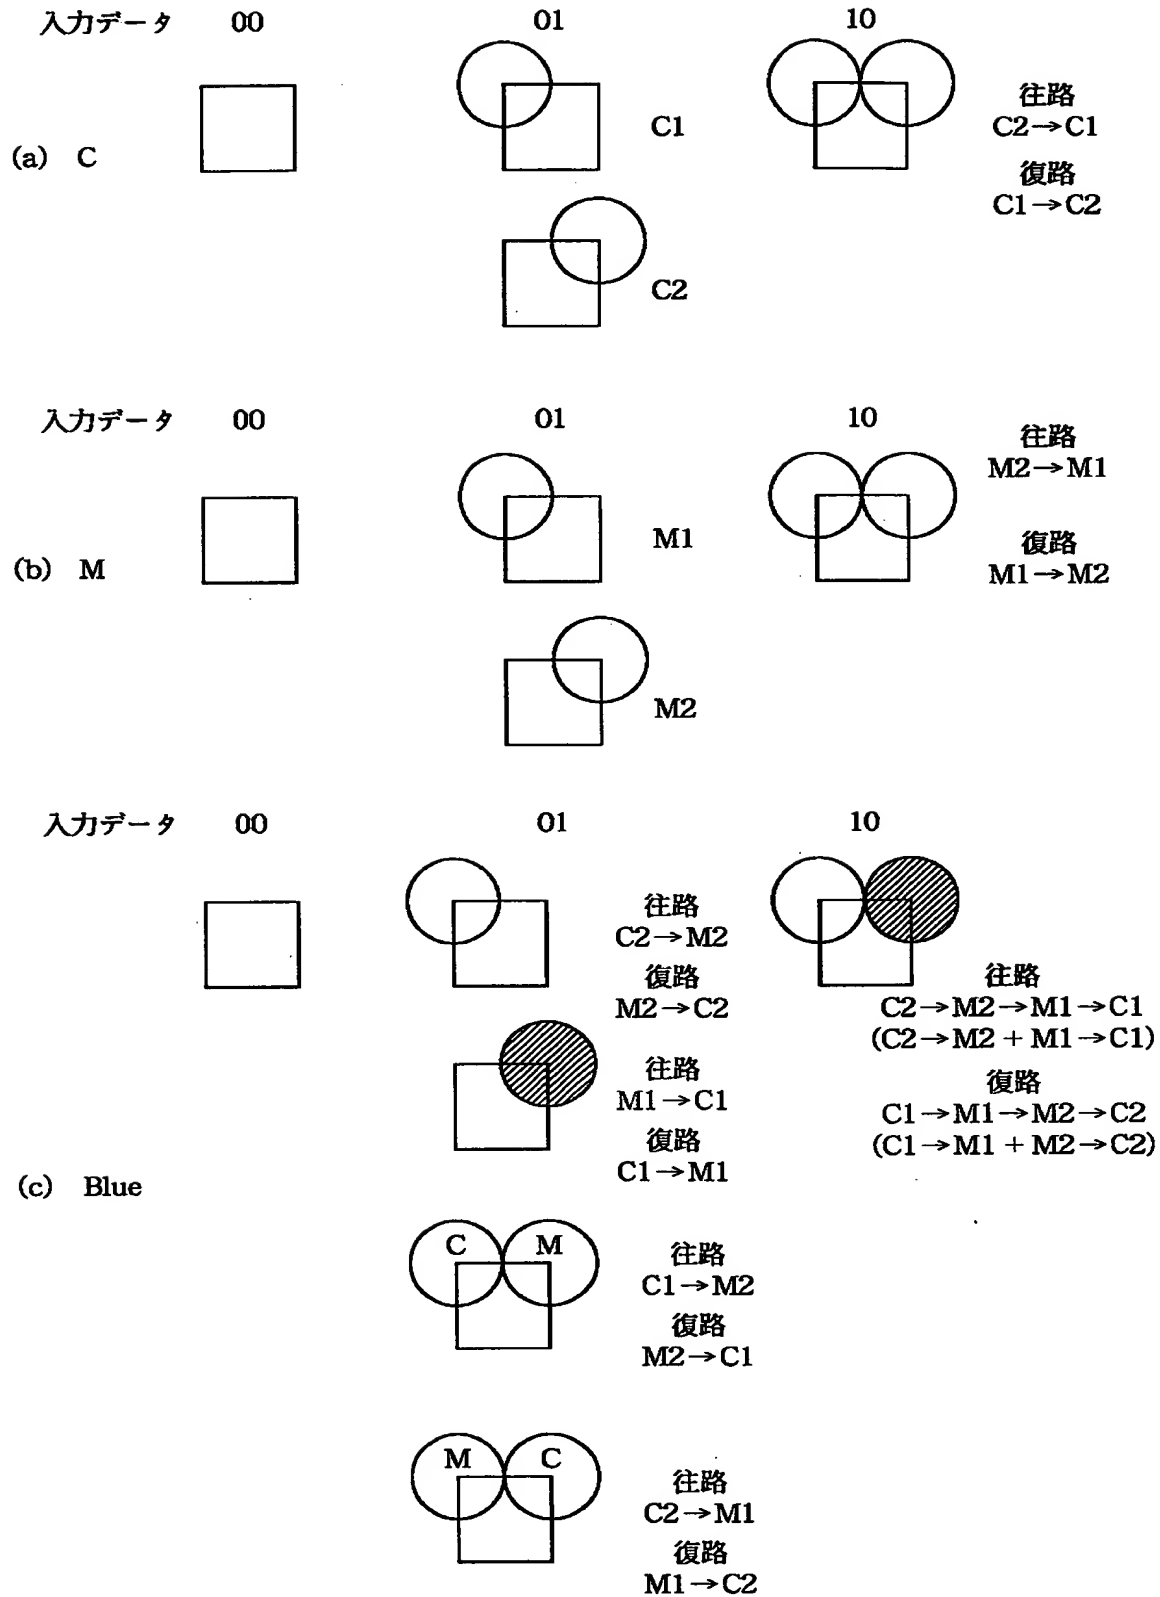 入力データ 00 01 10
往路
C1 C2→C1
(a) C
復路
C1→C2
C2
入力データ 00 01 10
往路
M2→M1
M1
復路
(b) M
M1→M2
M2
入力データ 00 01 10
往路
C2→M2
復路
M2→C2
往路
C2→M2→M1→C1
(C2→M2+M1→C1)
復路
C1→M1→M2→C2
(C1→M1+M2→C2)
往路
M1→C1
復路
C1→M1
(c) Blue
C M
往路
C1→M2
復路
M2→C1
M C
往路
C2→M1
復路
M1→C2